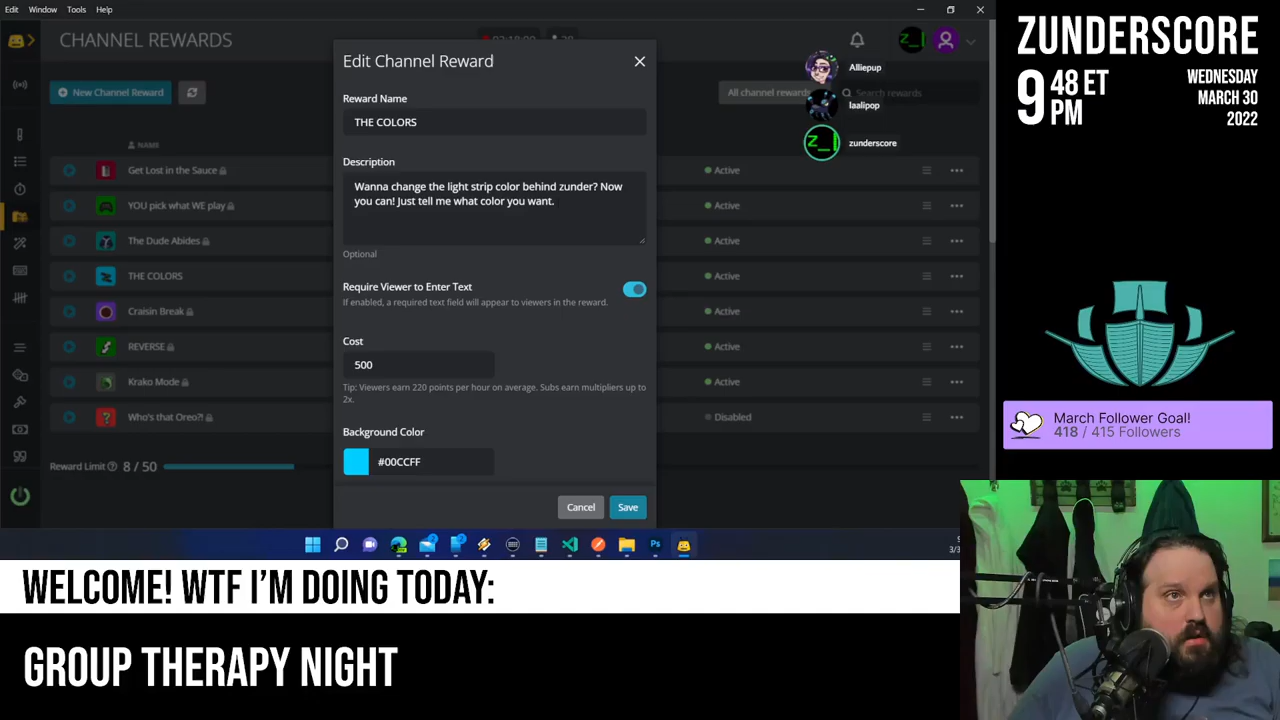 Edit
Window
Tools
Help
CHANNEL REWARDS
New Channel Reward
All channel rewards
Search rewards
NAME
Get Lost in the Sauce
YOU pick what WE play
The Dude Abides
THE COLORS
Craisin Break
REVERSE
Krako Mode
Who's that Oreo?!
Active
Active
Active
Active
Active
Active
Active
Disabled
Reward Limit
8 / 50
Edit Channel Reward
Reward Name
THE COLORS
Description
Wanna change the light strip color behind zunder? Now
you can! Just tell me what color you want.
Optional
Require Viewer to Enter Text
If enabled, a required text field will appear to viewers in the reward.
Cost
500
Tip: Viewers earn 220 points per hour on average. Subs earn multipliers up to
2x.
Background Color
#00CCFF
Cancel
Save
Alliepup
laalipop
z_
zunderscore
ZUNDERSCORE
9 48 ET
PM
WEDNESDAY
MARCH 30
2022
March Follower Goal!
418 / 415 Followers
WELCOME! WTF I'M DOING TODAY:
GROUP THERAPY NIGHT